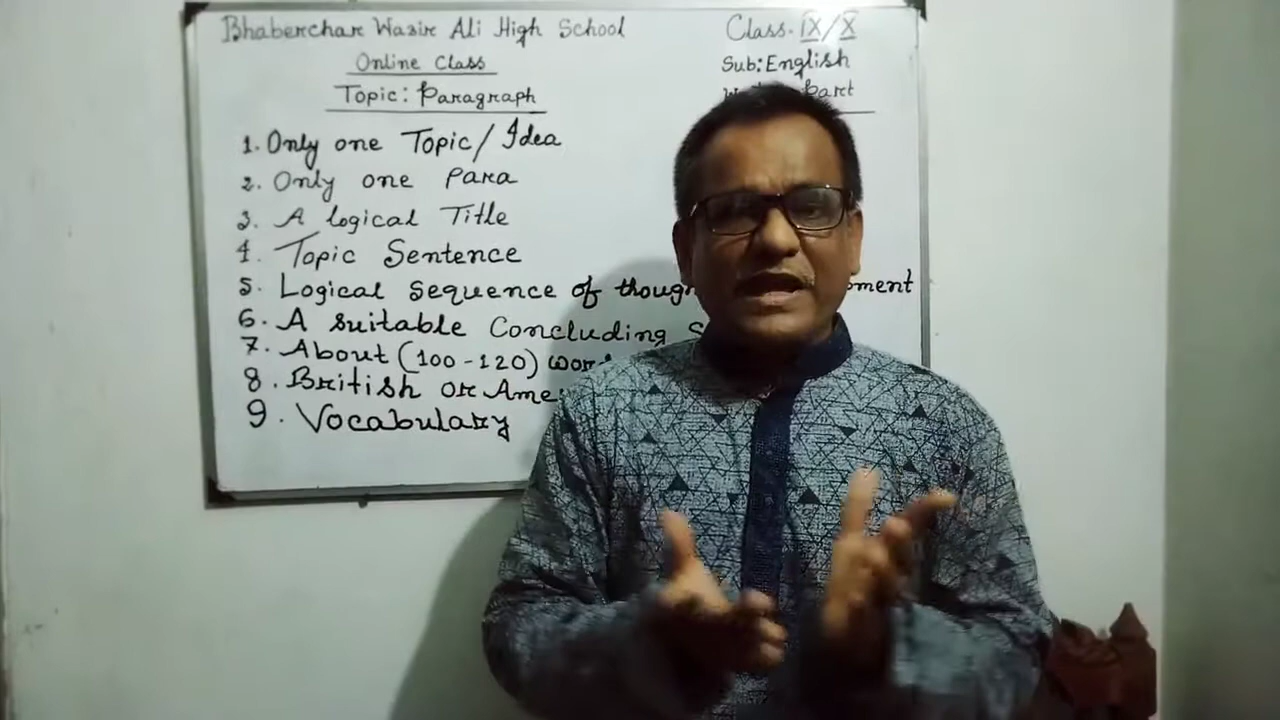 Bhaberchar Wazir Ali High School
Class- IX/X
Online Class
Sub: English
Topic: Paragraph
Part
1. Only one Topic/Idea
2. Only one Para
3. A logical Title
4. Topic Sentence
5. Logical sequence of
6. A suitable Concluding
7. About (100-120)
8. British or
9. Vocabulary